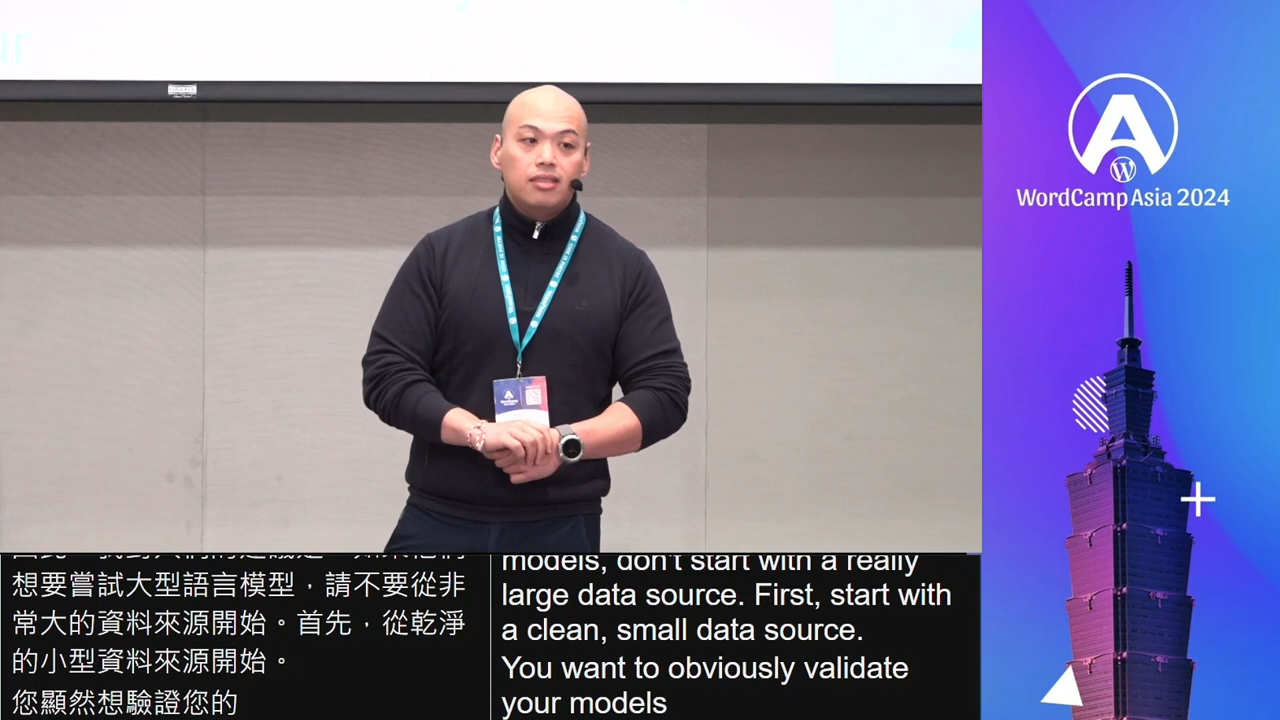 WordCamp Asia 2024
想要嘗試大型語言模型，請不要從非
常大的資料來源開始。首先，從乾淨
的小型資料來源開始。
您顯然想驗證您的
models, don't start with a really
large data source. First, start with
a clean, small data source.
You want to obviously validate
your models